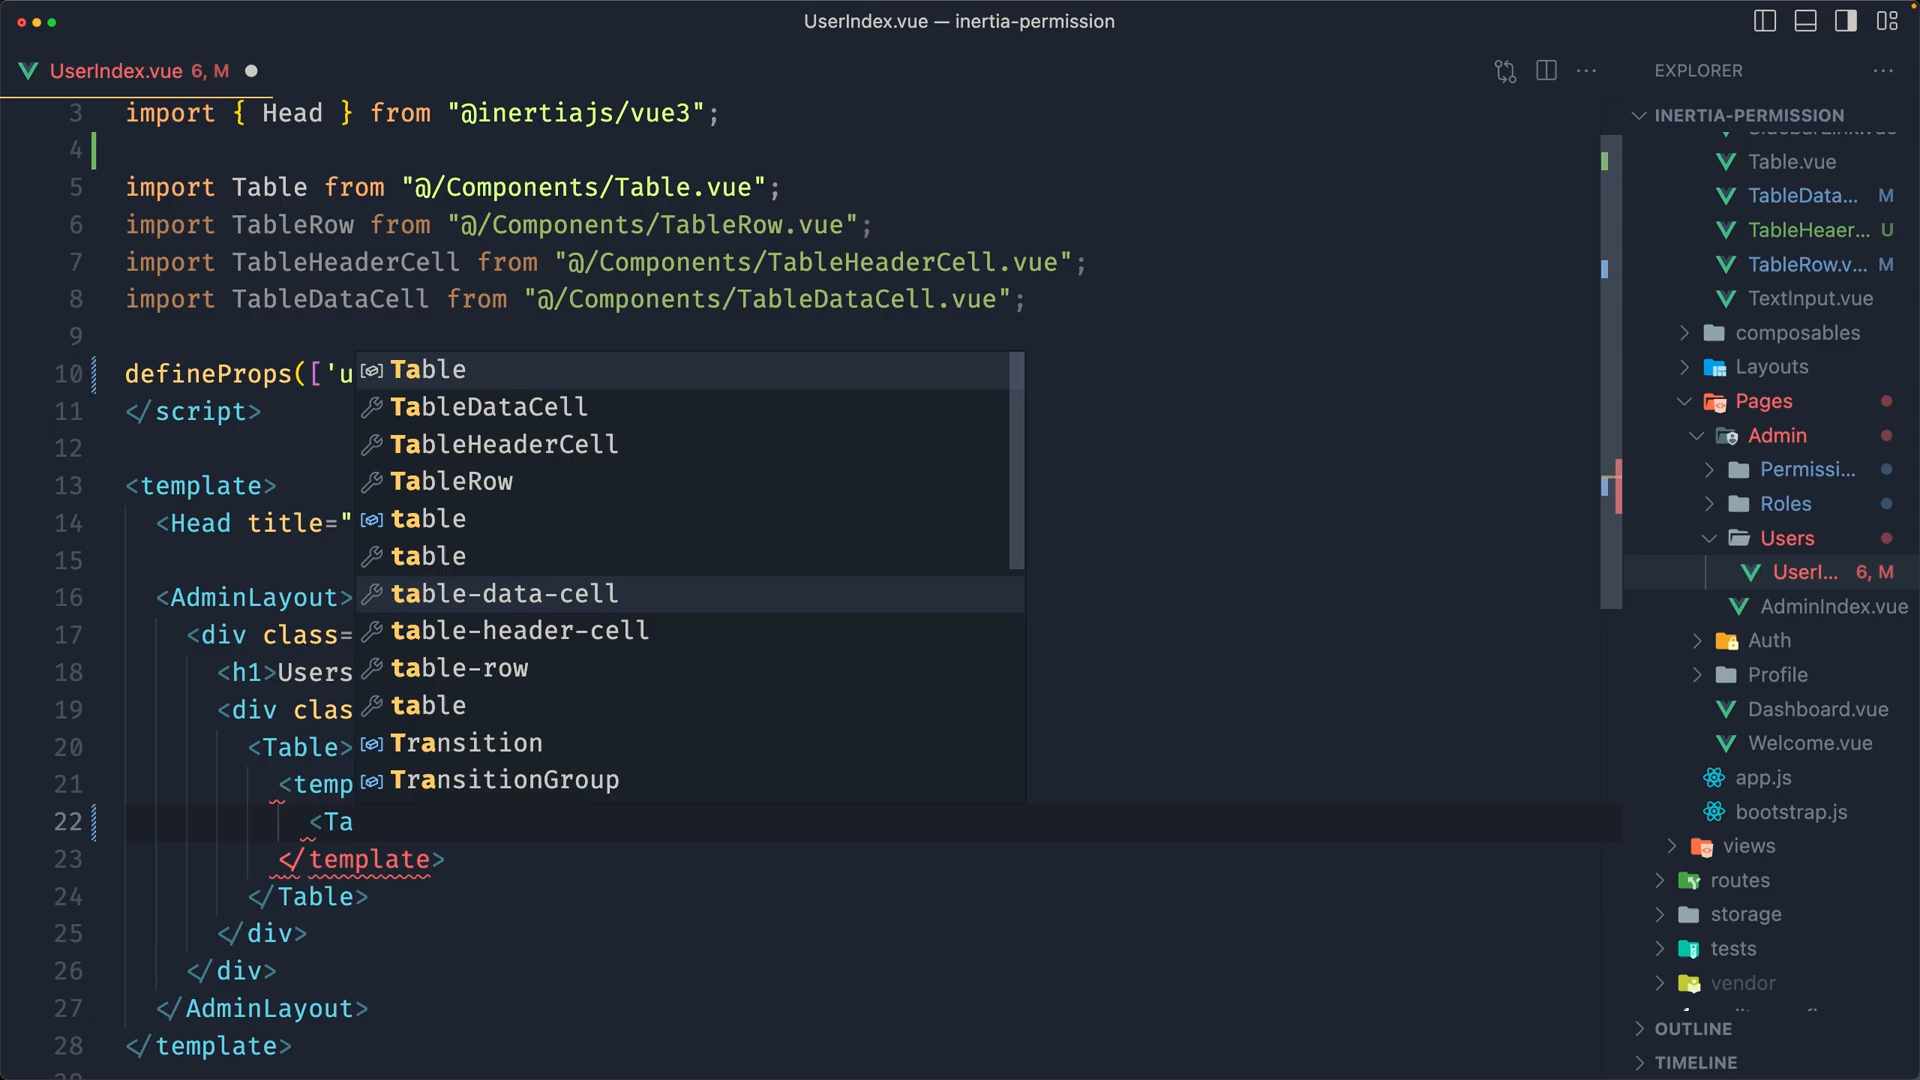 UserIndex.vue — inertia-permission
UserIndex.vue 6, M
3 import { Head } from "@inertiajs/vue3";
4
5 import Table from "@/Components/Table.vue";
6 import TableRow from "@/Components/TableRow.vue";
7 import TableHeaderCell from "@/Components/TableHeaderCell.vue";
8 import TableDataCell from "@/Components/TableDataCell.vue";
9
10 defineProps(['u
11 </script>
12
13 <template>
14 <Head title="
15
16 <AdminLayout>
17 <div class=
18 <h1>Users
19 <div clas
20 <Table>
21 <temp
22 <Ta
23 </template>
24 </Table>
25 </div>
26 </div>
27 </AdminLayout>
28 </template>
Table
TableDataCell
TableHeaderCell
TableRow
table
table
table-data-cell
table-header-cell
table-row
table
Transition
TransitionGroup
EXPLORER
INERTIA-PERMISSION
Table.vue
TableData... M
TableHeaer... U
TableRow.v... M
TextInput.vue
composables
Layouts
Pages
Admin
Permissi...
Roles
Users
UserI... 6, M
AdminIndex.vue
Auth
Profile
Dashboard.vue
Welcome.vue
app.js
bootstrap.js
views
routes
storage
tests
vendor
OUTLINE
TIMELINE